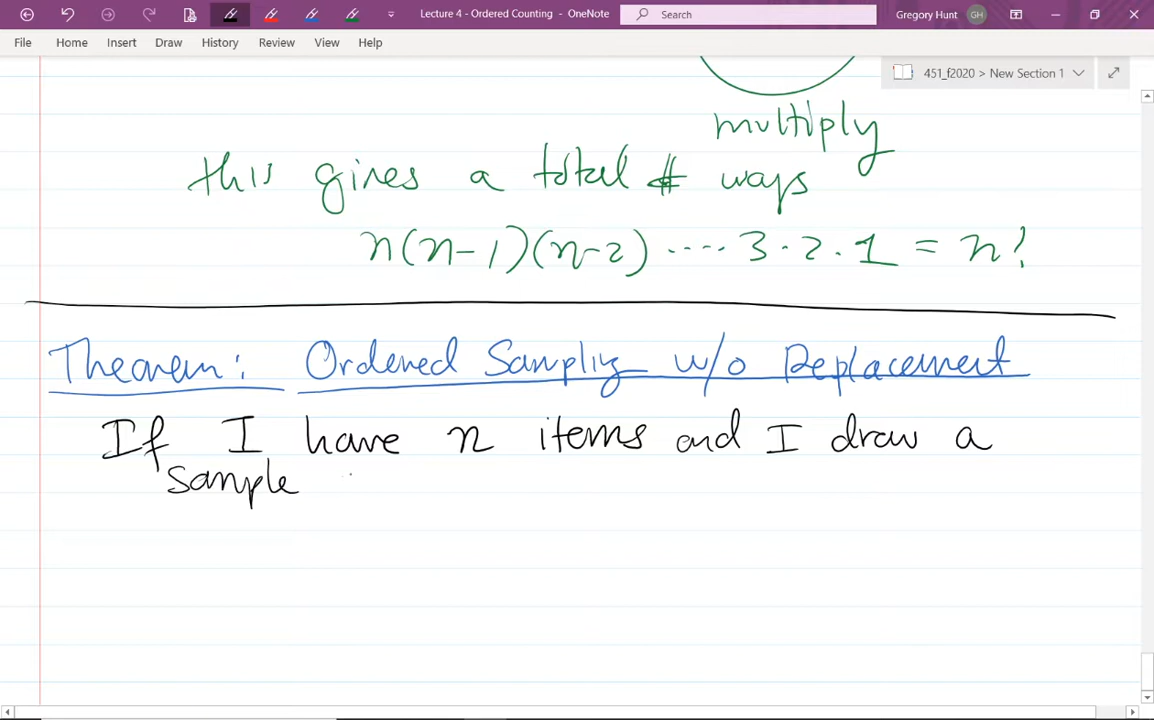 Lecture 4 - Ordered Counting - OneNote
Search
Gregory Hunt
GH
File Home Insert Draw History Review View Help
451_f2020 > New Section 1
multiply
this gives a total # ways
n(n-1)(n-2) ···· 3·2·1 = n!
Theorem: Ordered Sampling w/o Replacement
If I have n items and I draw a
sample